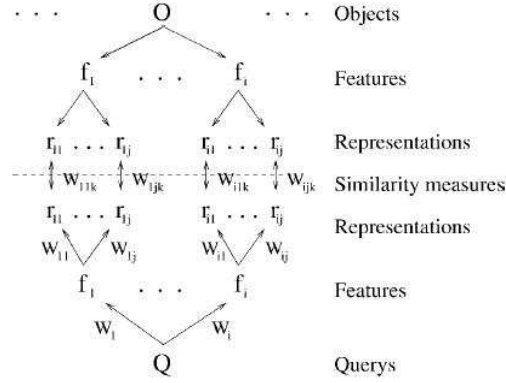 . . . O . . . Objects
f1 . . . fi Features
r11 . . . r1j ri1 . . . rij Representations
w11k w1jk wi1k wijk Similarity measures
r11 . . . r1j ri1 . . . rij Representations
w11 w1j wi1 wij
f1 . . . fi Features
w1 wi
Q Querys